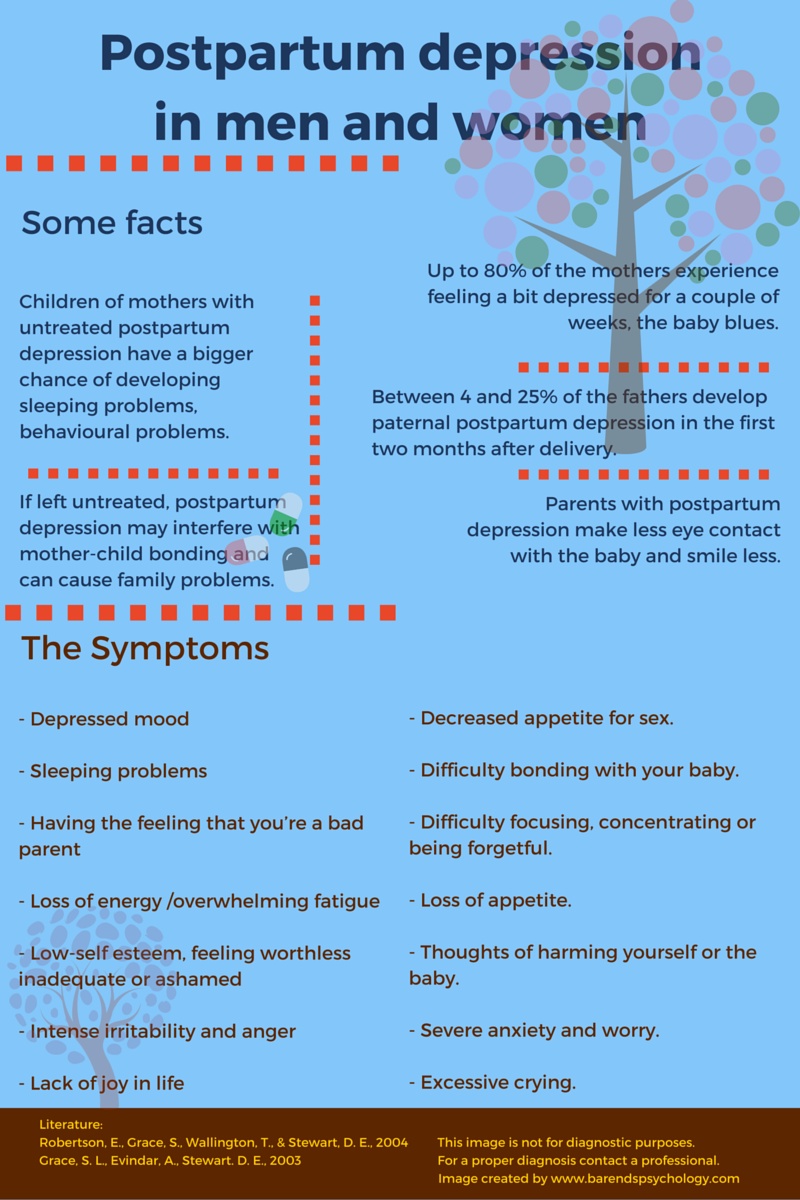 Postpartum depression
in men and women
Some facts
Children of mothers with
untreated postpartum
depression have a bigger
chance of developing
sleeping problems,
behavioural problems.
If left untreated, postpartum
depression may interfere with
mother-child bonding and
can cause family problems.
Up to 80% of the mothers experience
feeling a bit depressed for a couple of
weeks, the baby blues.
Between 4 and 25% of the fathers develop
paternal postpartum depression in the first
two months after delivery.
Parents with postpartum
depression make less eye contact
with the baby and smile less.
The Symptoms
- Depressed mood
- Sleeping problems
- Having the feeling that you're a bad
parent
- Loss of energy /overwhelming fatigue
- Low-self esteem, feeling worthless
inadequate or ashamed
- Intense irritability and anger
- Lack of joy in life
- Decreased appetite for sex.
- Difficulty bonding with your baby.
- Difficulty focusing, concentrating or
being forgetful.
- Loss of appetite.
- Thoughts of harming yourself or the
baby.
- Severe anxiety and worry.
- Excessive crying.
Literature:
Robertson, E., Grace, S., Wallington, T., & Stewart, D. E., 2004
Grace, S. L., Evindar, A., Stewart. D. E., 2003
This image is not for diagnostic purposes.
For a proper diagnosis contact a professional.
Image created by www.barendspsychology.com